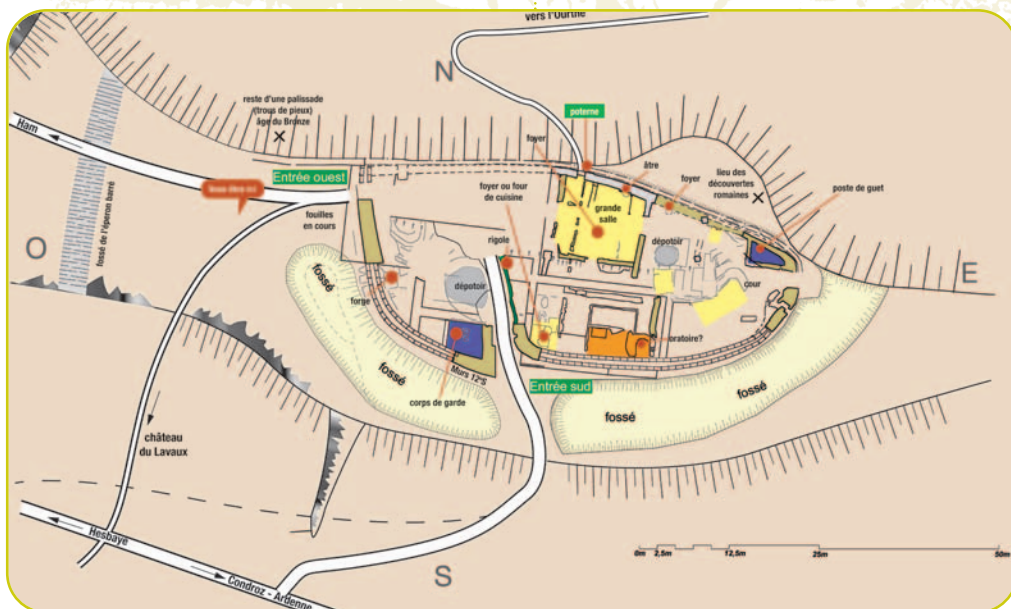 vers l'Ourthe
N
reste d'une palissade
(trous de pieux)
âge du Bronze
poterne
foyer
âtre
foyer
lieu des
découvertes
romaines
poste de guet
Ham
Entrée ouest
fouilles
en cours
foyer ou four
de cuisine
grande
salle
rigole
dépotoir
O
fossé de l'éperon barré
E
cour
fossé
forge
dépotoir
oratoire?
Murs 12°S
Entrée sud
fossé
corps de garde
fossé
fossé
château
du Lavaux
Hesbaye
Condroz - Ardenne
S
0m
2,5m
12,5m
25m
50m